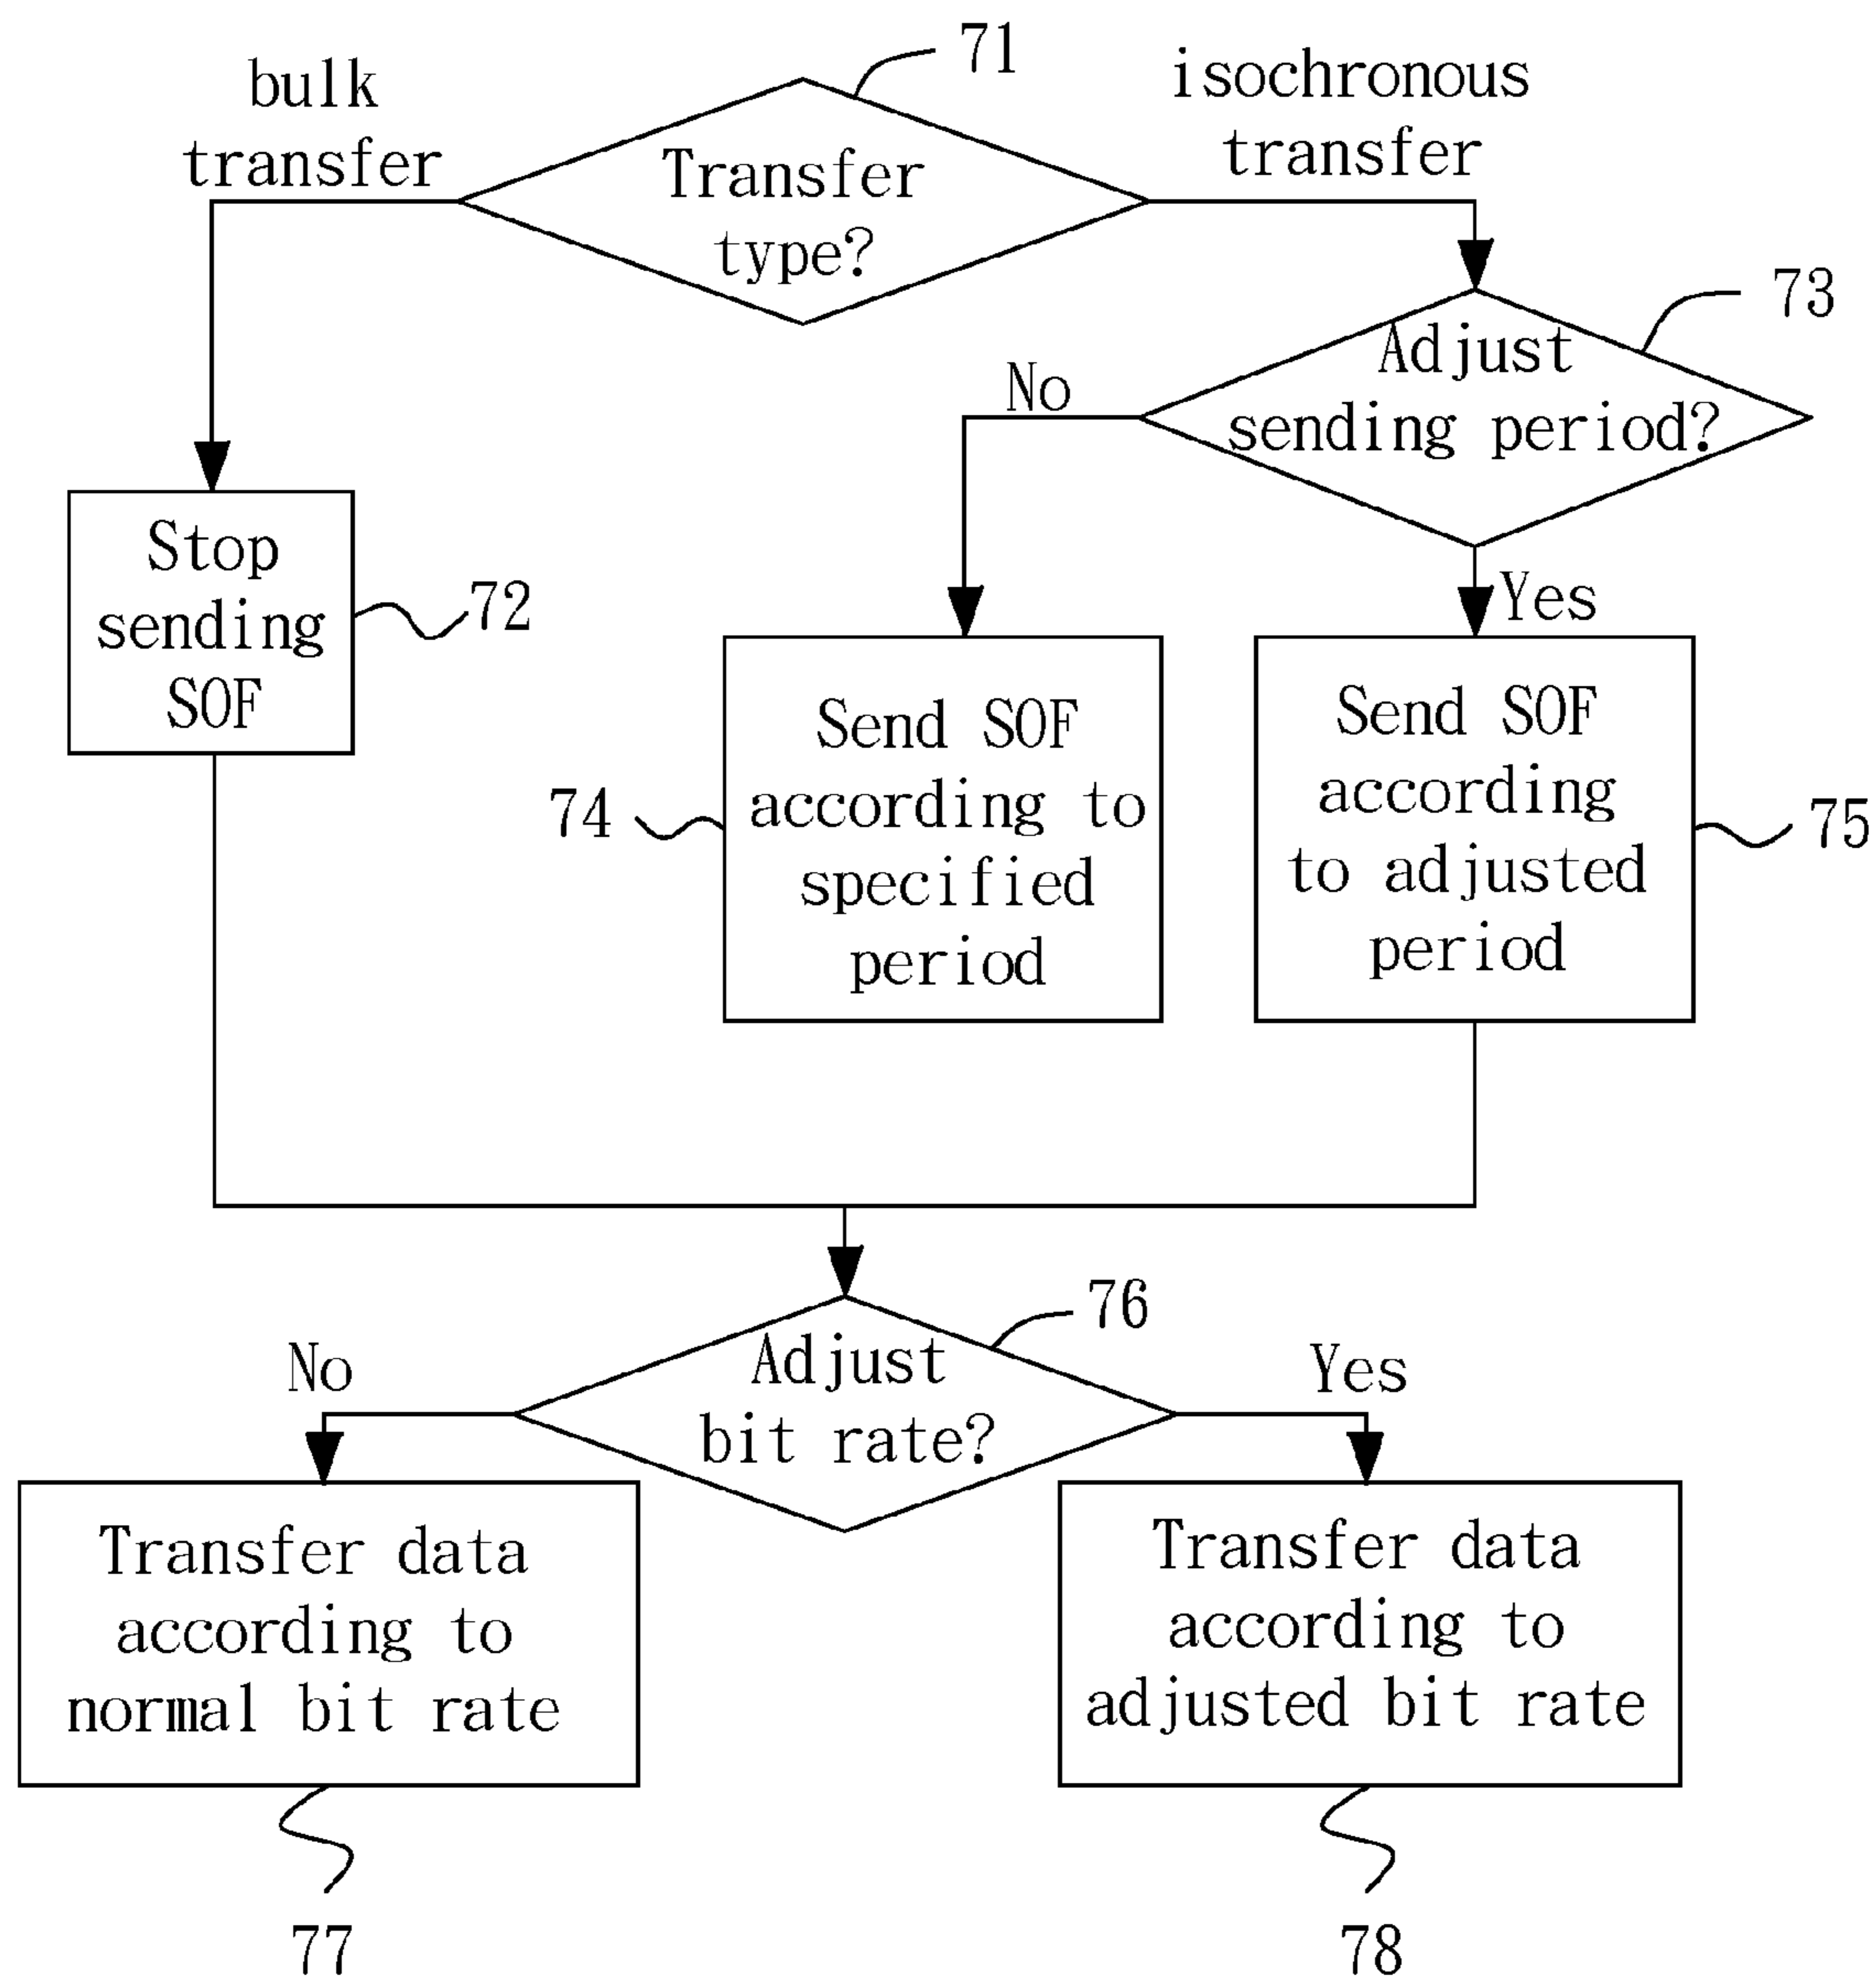 71
bulk
transfer
isochronous
transfer
Transfer
type?
73
Adjust
sending period?
No
Yes
Stop
sending
SOF
72
Send SOF
according to
specified
period
74
Send SOF
according
to adjusted
period
75
76
Adjust
bit rate?
No
Yes
Transfer data
according to
normal bit rate
Transfer data
according to
adjusted bit rate
77
78